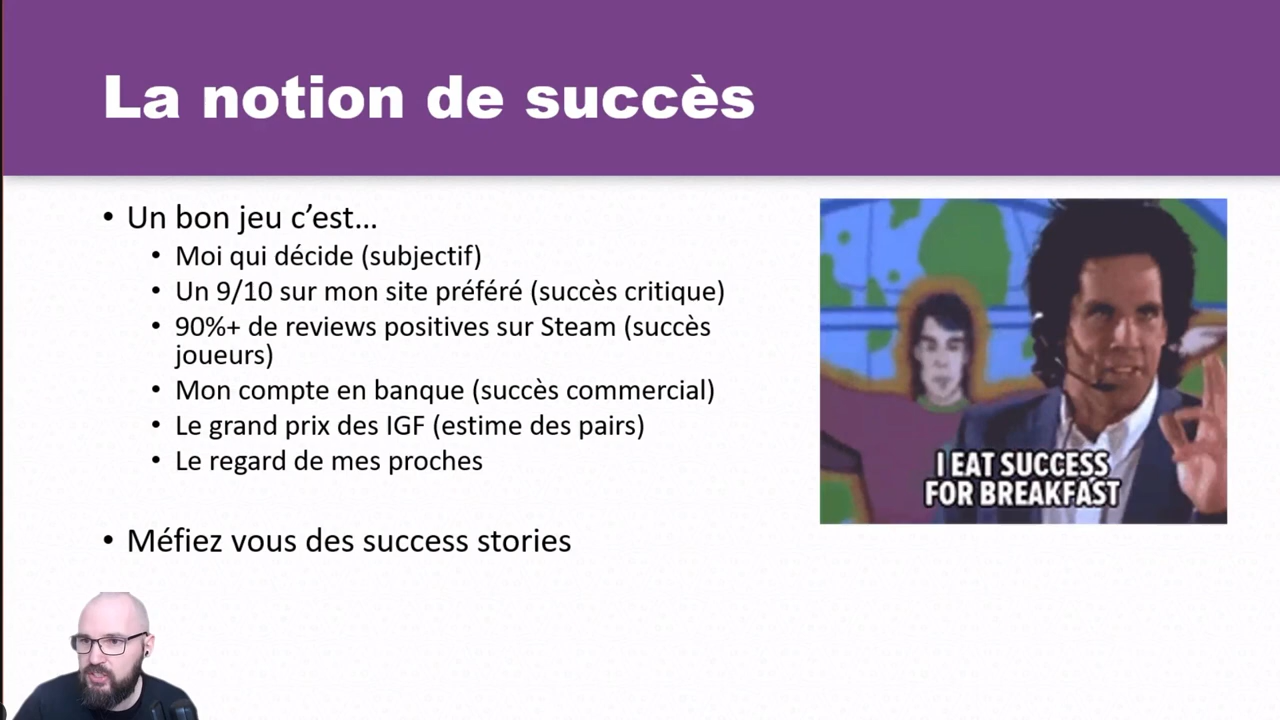 La notion de succès
• Un bon jeu c’est…
• Moi qui décide (subjectif)
• Un 9/10 sur mon site préféré (succès critique)
• 90%+ de reviews positives sur Steam (succès
joueurs)
• Mon compte en banque (succès commercial)
• Le grand prix des IGF (estime des pairs)
• Le regard de mes proches
• Méfiez vous des success stories
I EAT SUCCESS
FOR BREAKFAST